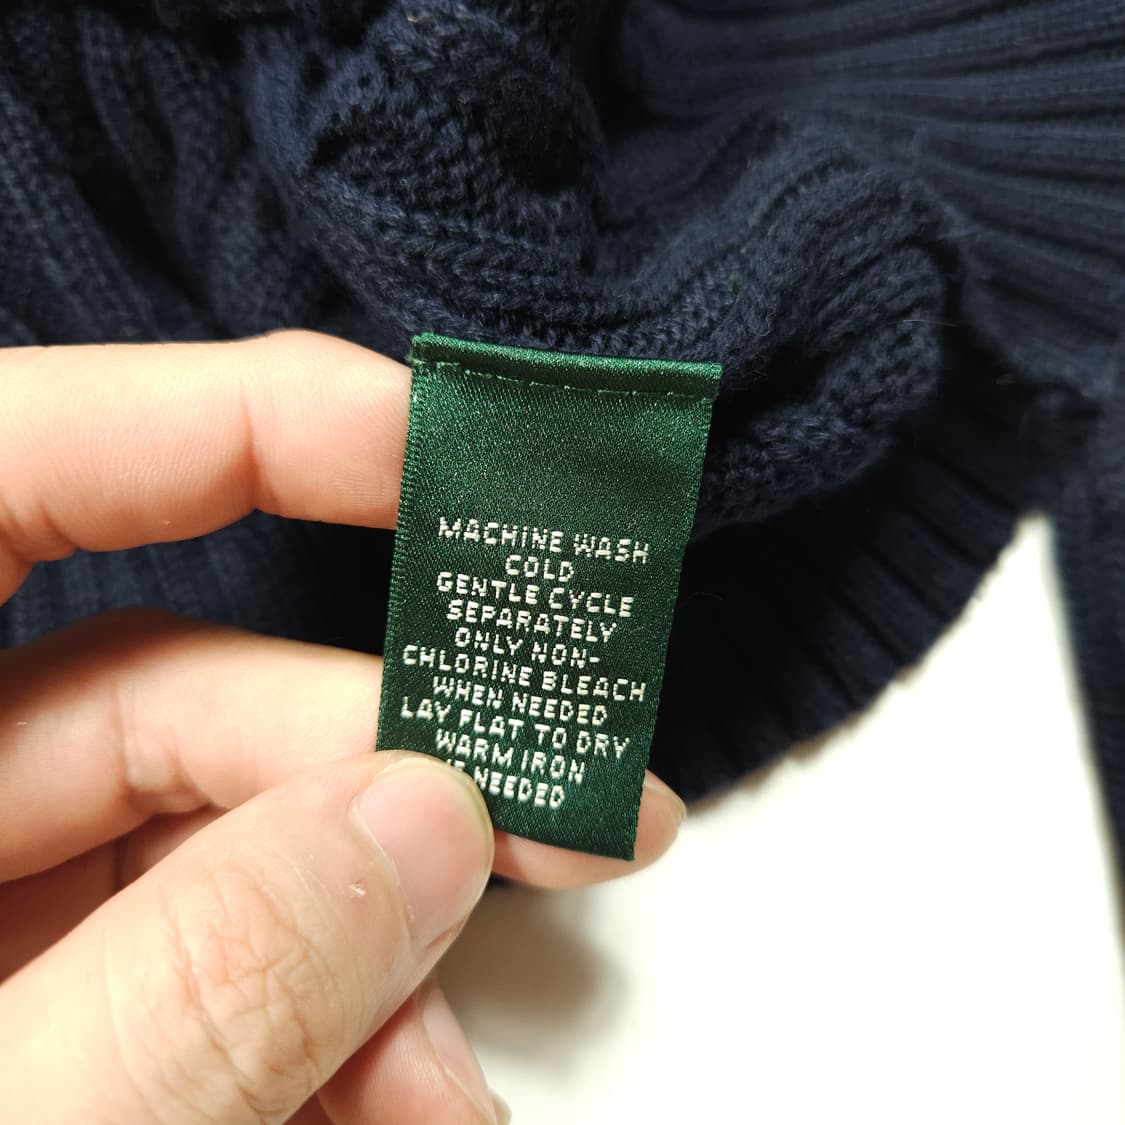 MACHINE WASH
COLD
GENTLE CYCLE
SEPARATELY
ONLY NON-
CHLORINE BLEACH
WHEN NEEDED
LAY FLAT TO DRY
WARM IRON
NEEDED